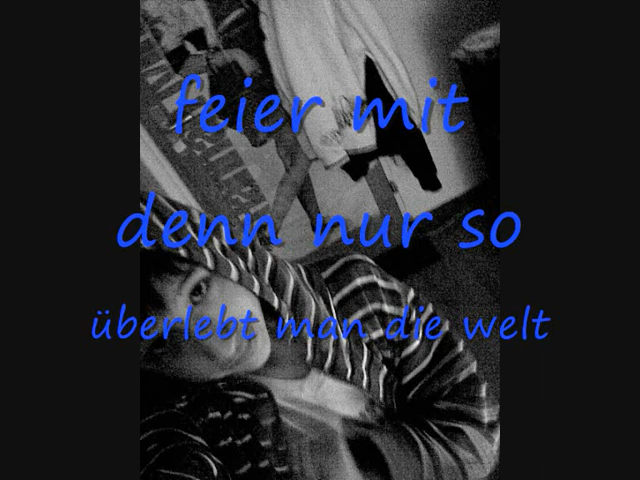 feier mit
denn nur so
überlebt man die welt